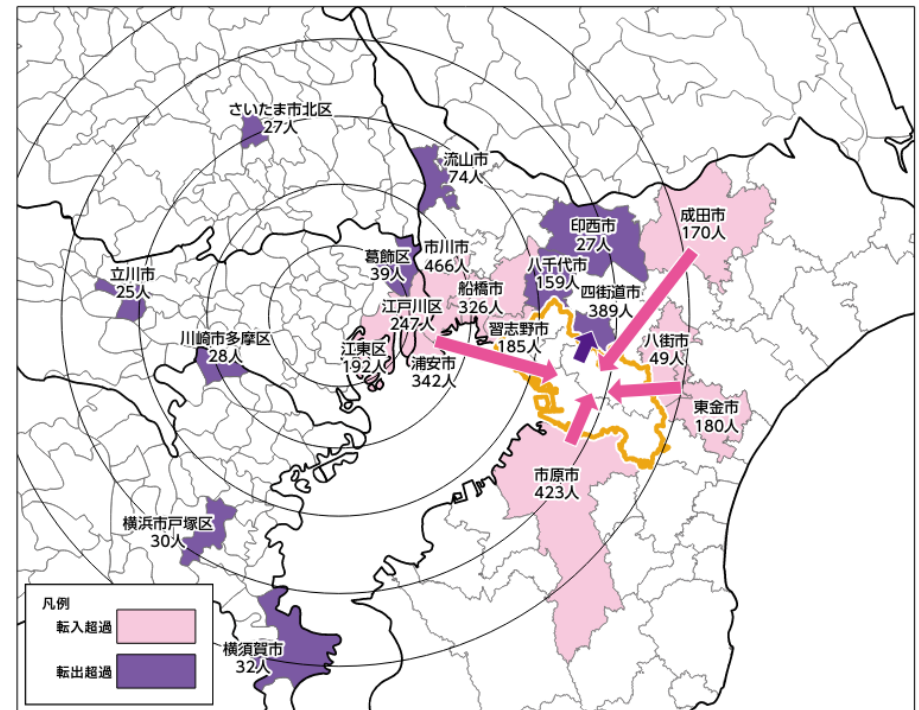 さいたま市北区
27人
流山市
74人
成田市
170人
印西市
27人
葛飾区
39人
市川市
466人
八千代市
159人
立川市
25人
船橋市
326人
四街道市
389人
江戸川区
247人
習志野市
185人
川崎市多摩区
28人
江東区
192人
浦安市
342人
八街市
49人
東金市
180人
市原市
423人
横浜市戸塚区
30人
凡例
転入超過
転出超過
横須賀市
32人